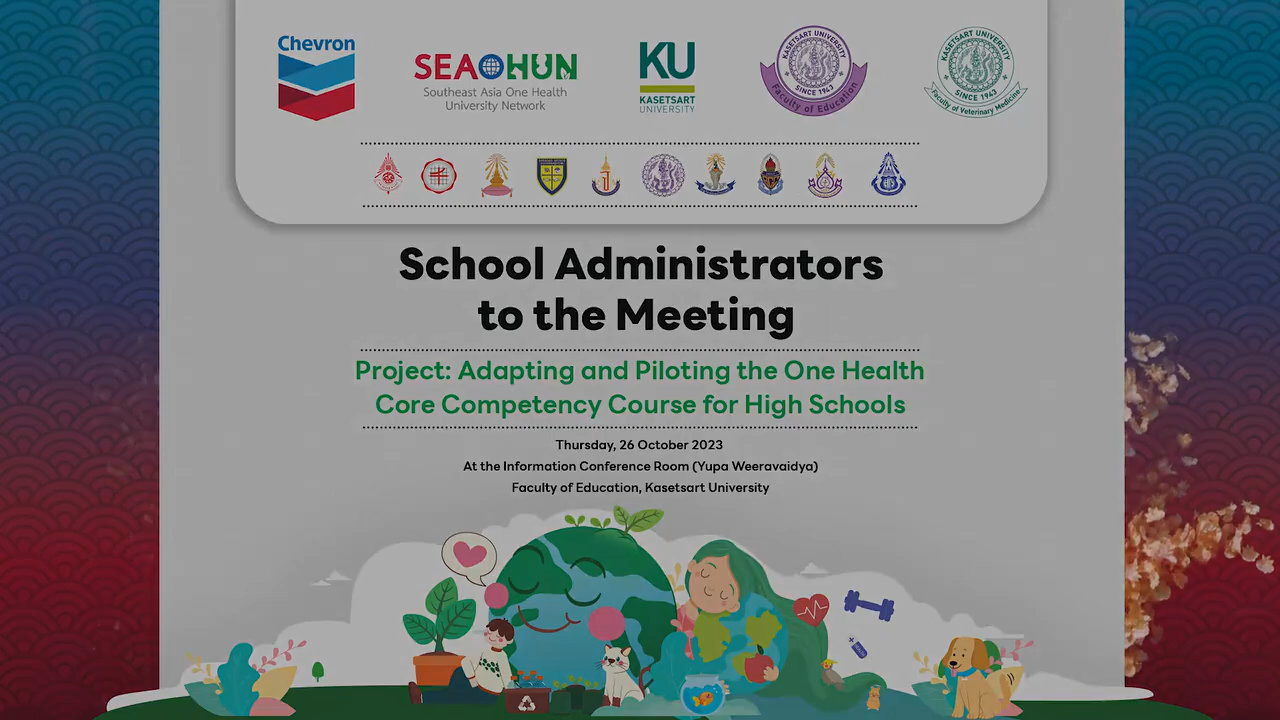 Chevron
SEAOHUN
Southeast Asia One Health
University Network
KU
KASETSART
UNIVERSITY
KASETSART UNIVERSITY
SINCE 1943
Faculty of Education
KASETSART UNIVERSITY
SINCE 1943
Faculty of Veterinary Medicine
School Administrators
to the Meeting
Project: Adapting and Piloting the One Health
Core Competency Course for High Schools
Thursday, 26 October 2023
At the Information Conference Room (Yupa Weeravaidya)
Faculty of Education, Kasetsart University